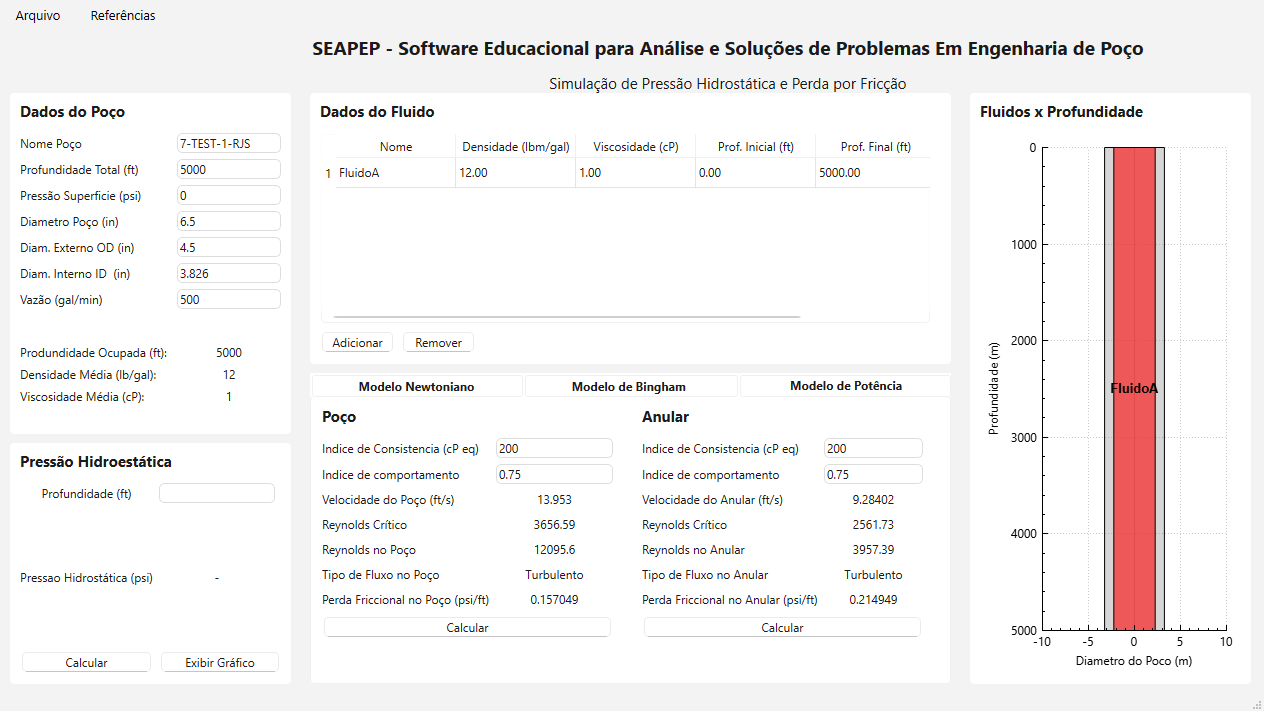 Arquivo Referências
SEAPEP - Software Educacional para Análise e Soluções de Problemas Em Engenharia de Poço
Simulação de Pressão Hidrostática e Perda por Fricção
Dados do Poço
Nome Poço 7-TEST-1-RJS
Profundidade Total (ft) 5000
Pressão Superficie (psi) 0
Diametro Poço (in) 6.5
Diam. Externo OD (in) 4.5
Diam. Interno ID (in) 3.826
Vazão (gal/min) 500
Produndidade Ocupada (ft): 5000
Densidade Média (lb/gal): 12
Viscosidade Média (cP): 1
Pressão Hidroestática
Profundidade (ft)
Pressao Hidrostática (psi) -
Calcular Exibir Gráfico
Dados do Fluido
Nome Densidade (lbm/gal) Viscosidade (cP) Prof. Inicial (ft) Prof. Final (ft)
1 FluidoA 12.00 1.00 0.00 5000.00
Adicionar Remover
Modelo Newtoniano Modelo de Bingham Modelo de Potência
Poço
Indice de Consistencia (cP eq) 200
Indice de comportamento 0.75
Velocidade do Poço (ft/s) 13.953
Reynolds Crítico 3656.59
Reynolds no Poço 12095.6
Tipo de Fluxo no Poço Turbulento
Perda Friccional no Poço (psi/ft) 0.157049
Calcular
Anular
Indice de Consistencia (cP eq) 200
Indice de comportamento 0.75
Velocidade do Anular (ft/s) 9.28402
Reynolds Crítico 2561.73
Reynolds no Anular 3957.39
Tipo de Fluxo no Anular Turbulento
Perda Friccional no Anular (psi/ft) 0.214949
Calcular
Fluidos x Profundidade
0
1000
2000
3000
4000
5000
Profundidade (m)
FluidoA
-10 -5 0 5 10
Diametro do Poco (m)